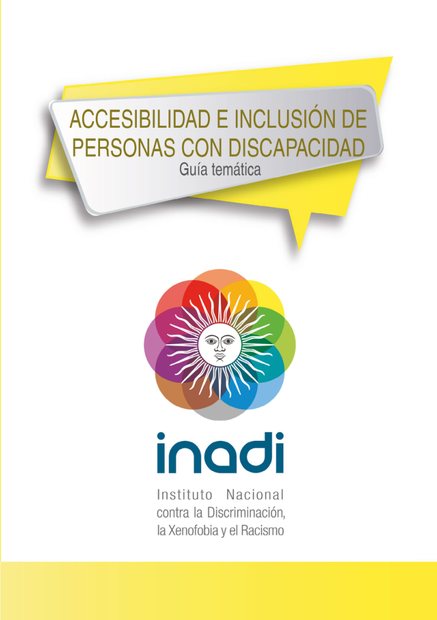 ACCESIBILIDAD E INCLUSIÓN DE
PERSONAS CON DISCAPACIDAD
Guía temática
inadi
Instituto Nacional
contra la Discriminación,
la Xenofobia y el Racismo